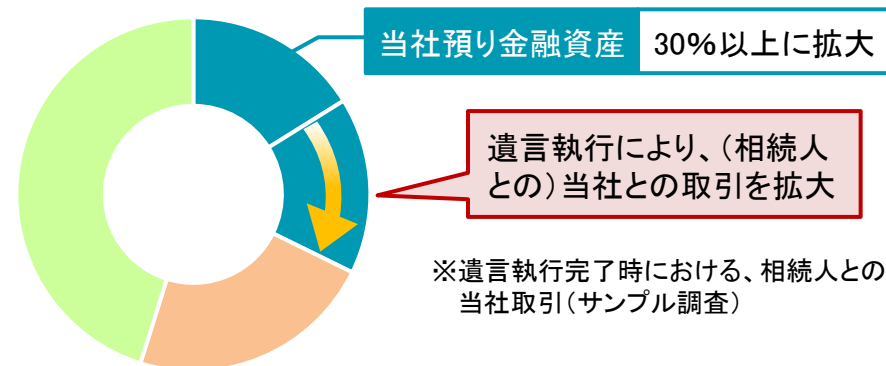 当社預り金融資産 30%以上に拡大
遺言執行により、(相続人
との)当社との取引を拡大
※遺言執行完了時における、相続人との
当社取引(サンプル調査)